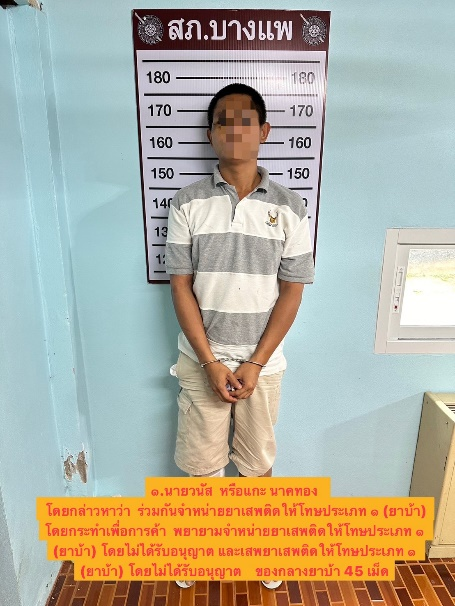 สภ.บางแพ
180 180
170 170
160 160
150 150
140
13
12
๑.นายวนัส หรือแกะ นาคทอง
โดยกล่าวหาว่า ร่วมกันจำหน่ายยาเสพติดให้โทษประเภท ๑ (ยาบ้า)
โดยกระทำเพื่อการค้า พยายามจำหน่ายยาเสพติดให้โทษประเภท ๑
(ยาบ้า) โดยไม่ได้รับอนุญาต และเสพยาเสพติดให้โทษประเภท ๑
(ยาบ้า) โดยไม่ได้รับอนุญาต ของกลางยาบ้า 45 เม็ด